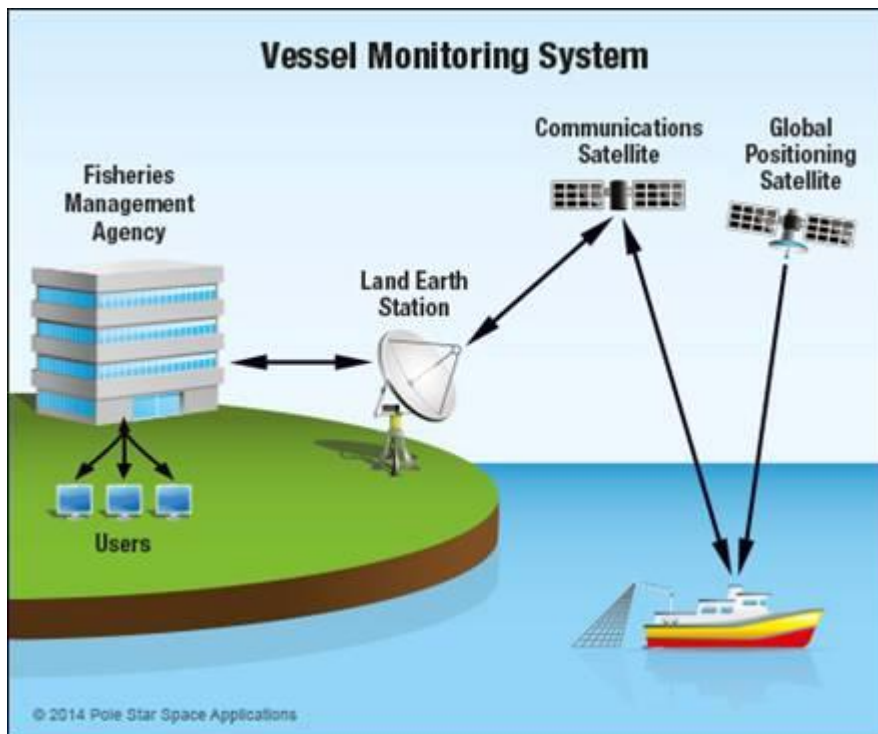 Vessel Monitoring System
Communications
Satellite
Global
Positioning
Satellite
Fisheries
Management
Agency
Land Earth
Station
Users
© 2014 Pole Star Space Applications